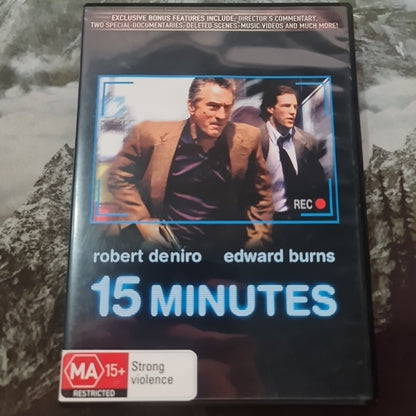 EXCLUSIVE BONUS FEATURES INCLUDE: DIRECTOR'S COMMENTARY,
TWO SPECIAL DOCUMENTARIES, DELETED SCENES, MUSIC VIDEOS AND MUCH MORE!
REC
robert deniro edward burns
15 MINUTES
MA 15+ Strong
violence
RESTRICTED